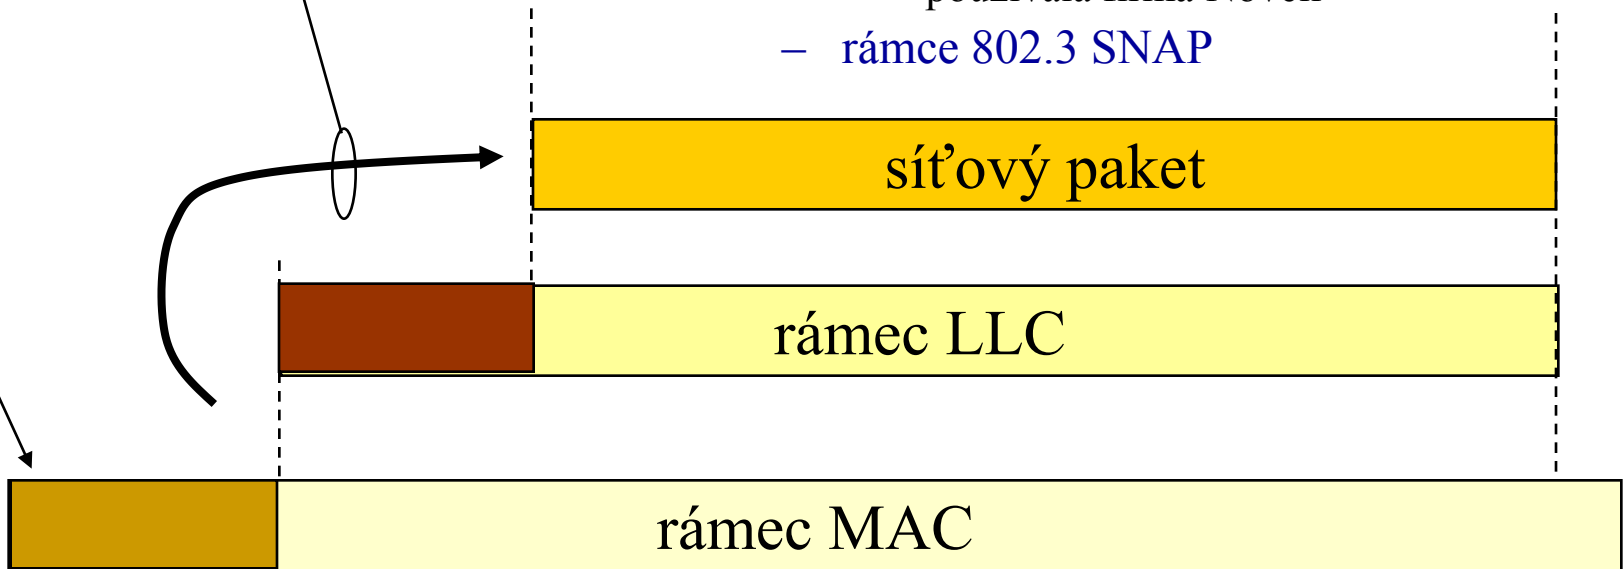 – rámce 802.3 SNAP
síťový paket
rámec LLC
rámec MAC